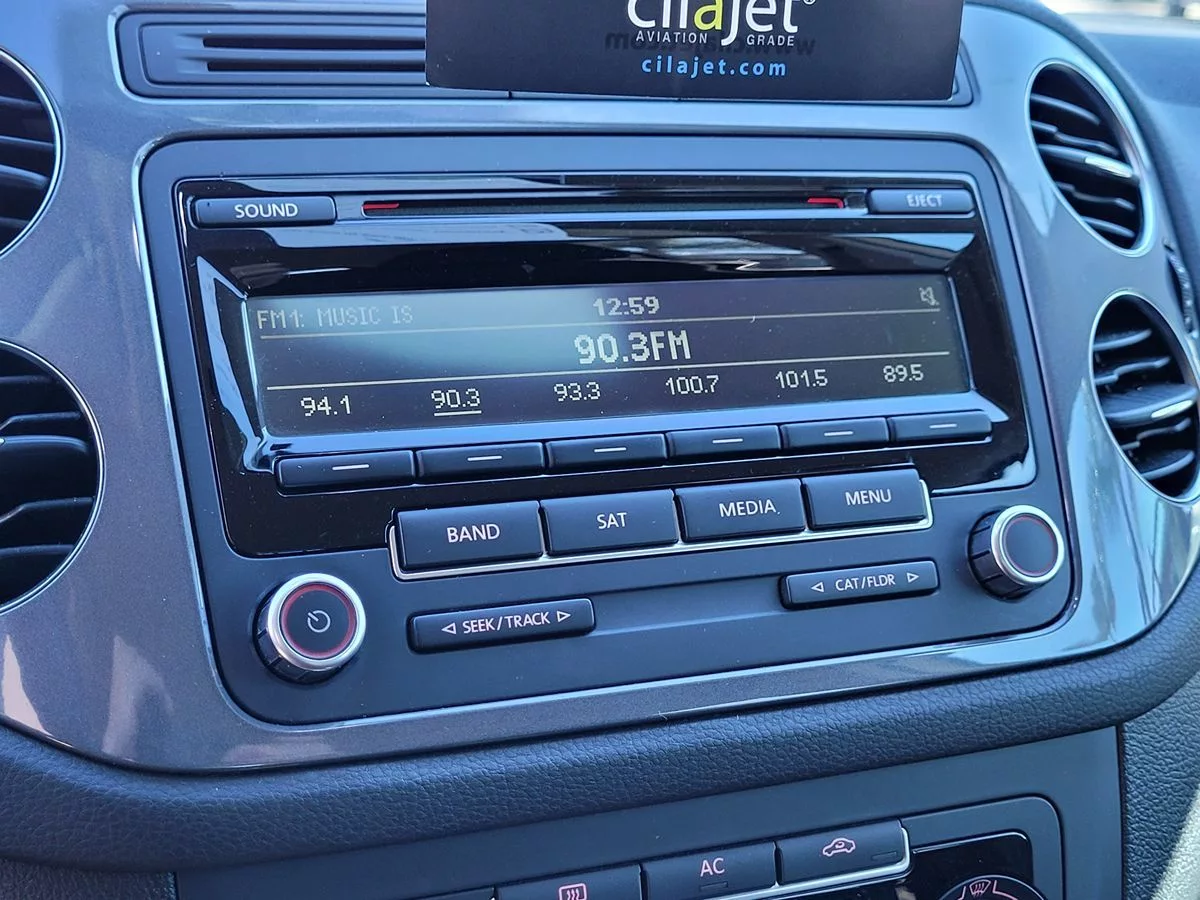 cilajet®
AVIATION GRADE
cilajet.com
SOUND
EJECT
FM1: MUSIC IS
12:59
90.3FM
94.1 90.3 93.3 100.7 101.5 89.5
BAND SAT MEDIA MENU
SEEK/TRACK
CAT/FLDR
AC